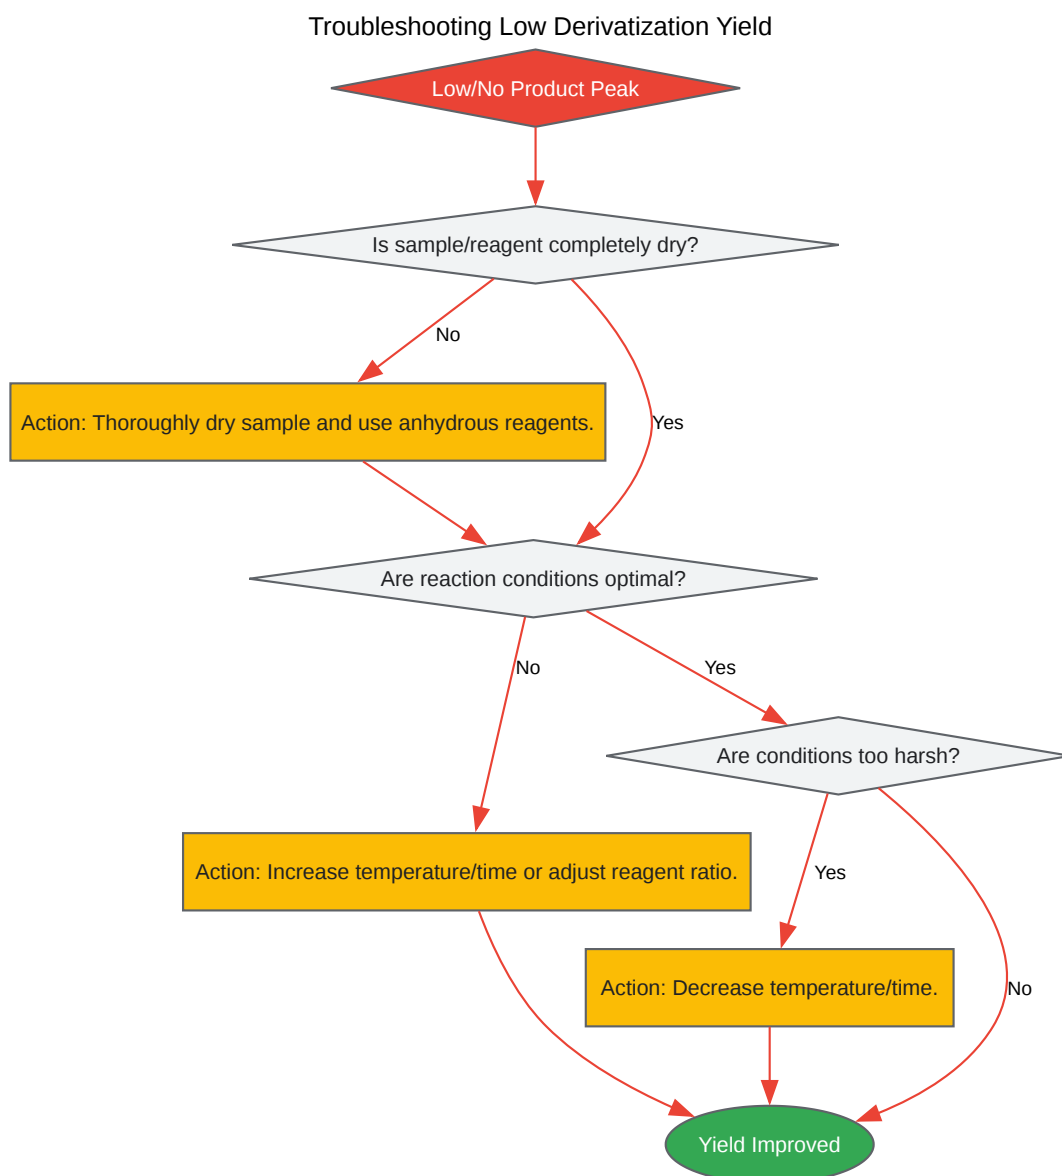 Troubleshooting Low Derivatization Yield
Low/No Product Peak
Is sample/reagent completely dry?
No
Action: Thoroughly dry sample and use anhydrous reagents.
Yes
Are reaction conditions optimal?
No
Yes
Are conditions too harsh?
Action: Increase temperature/time or adjust reagent ratio.
Yes
Action: Decrease temperature/time.
No
Yield Improved